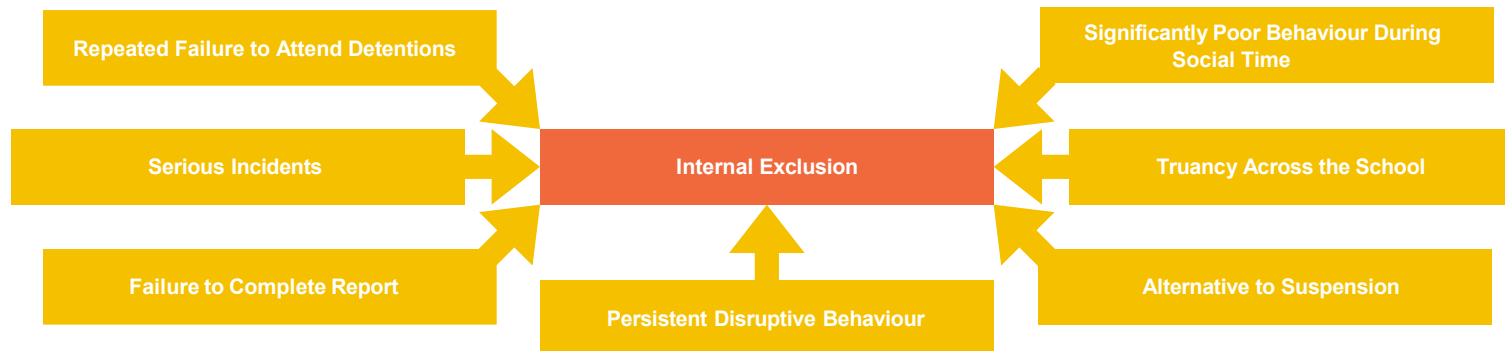 Repeated Failure to Attend Detentions
Significantly Poor Behaviour During
Social Time
Serious Incidents
Internal Exclusion
Truancy Across the School
Failure to Complete Report
Persistent Disruptive Behaviour
Alternative to Suspension